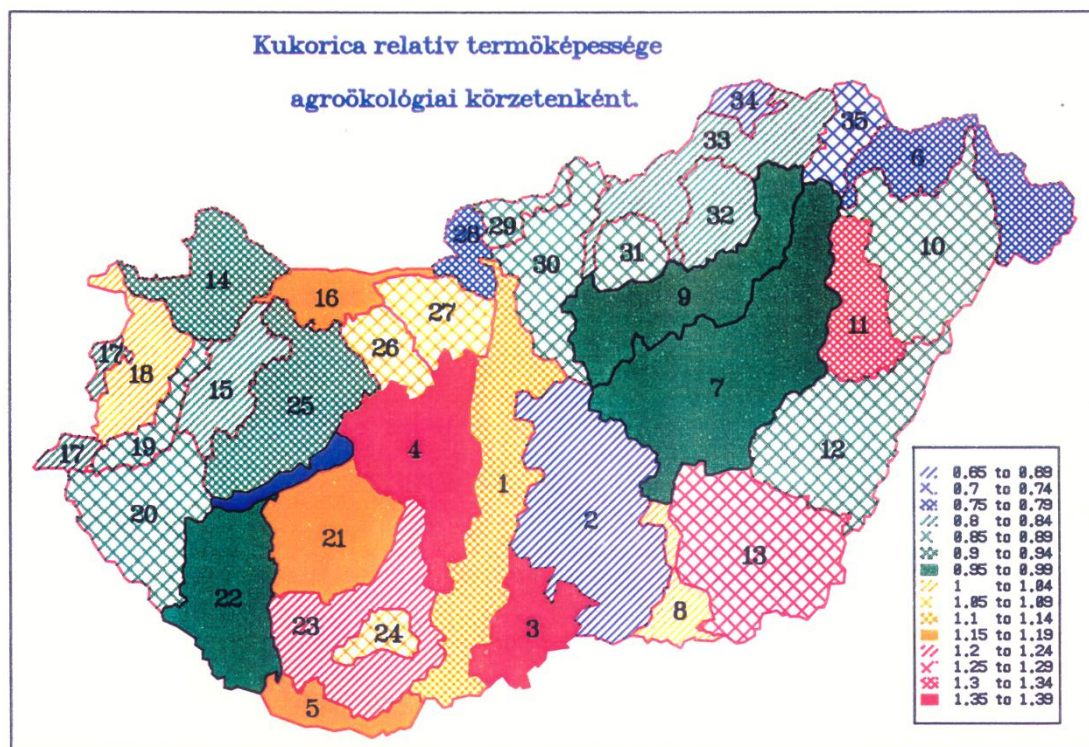 Kukorica relatív termöképessége
agroökológiai körzetenként.
34
35
33
6
32
10
28
29
31
30
14
9
16
27
11
17
18
26
7
15
25
12
17
19
4
1
20
2
21
13
22
23
24
3
8
5
0.65 to 0.69
0.7 to 0.74
0.75 to 0.79
0.8 to 0.84
0.85 to 0.89
0.9 to 0.94
0.95 to 0.99
1 to 1.04
1.05 to 1.09
1.1 to 1.14
1.15 to 1.19
1.2 to 1.24
1.25 to 1.29
1.3 to 1.34
1.35 to 1.39